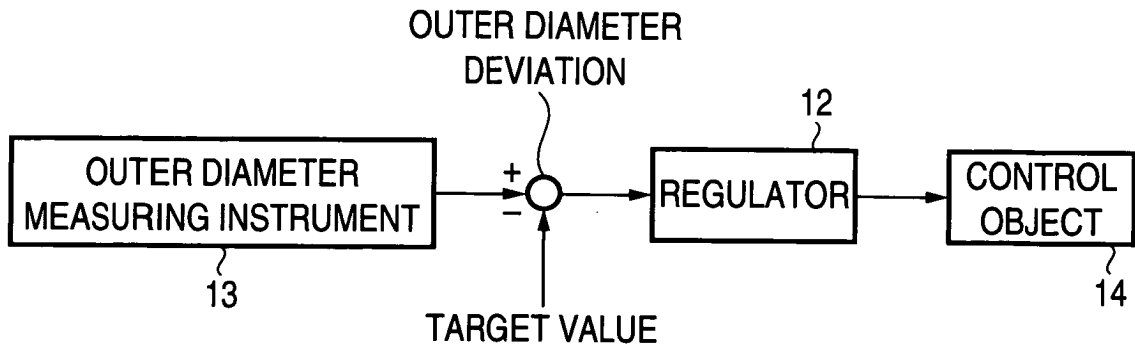 OUTER DIAMETER
DEVIATION
12
OUTER DIAMETER
MEASURING INSTRUMENT
+
−
REGULATOR
CONTROL
OBJECT
13
14
TARGET VALUE